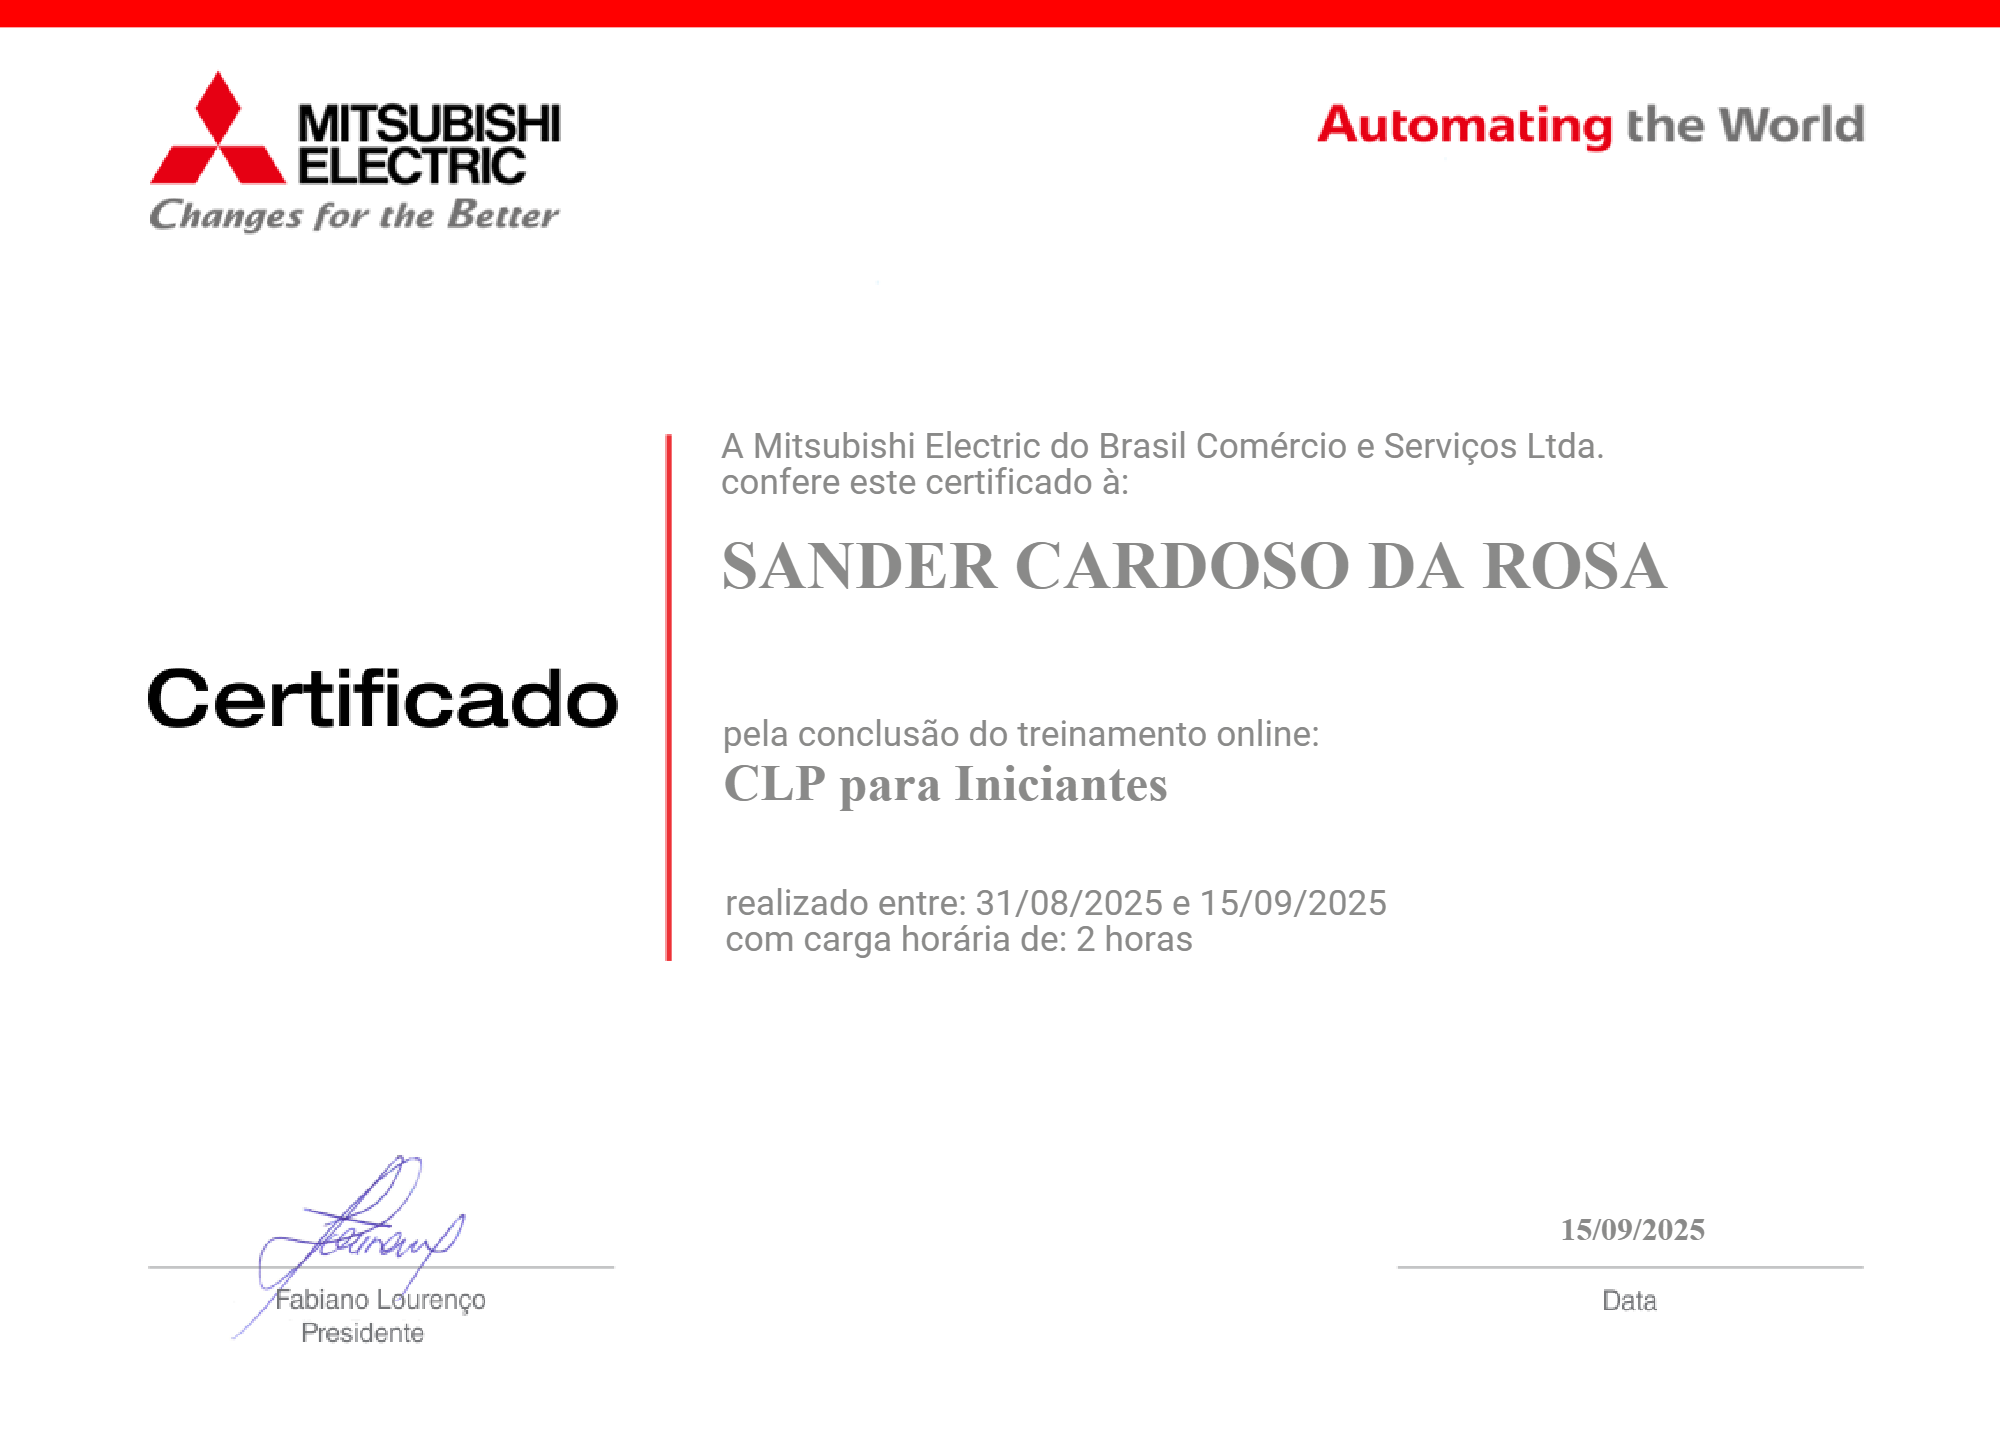 MITSUBISHI
ELECTRIC
Changes for the Better
Automating the World
A Mitsubishi Electric do Brasil Comércio e Serviços Ltda.
confere este certificado à:
SANDER CARDOSO DA ROSA
Certificado
pela conclusão do treinamento online:
CLP para Iniciantes
realizado entre: 31/08/2025 e 15/09/2025
com carga horária de: 2 horas
Fabiano Lourenço
Presidente
15/09/2025
Data